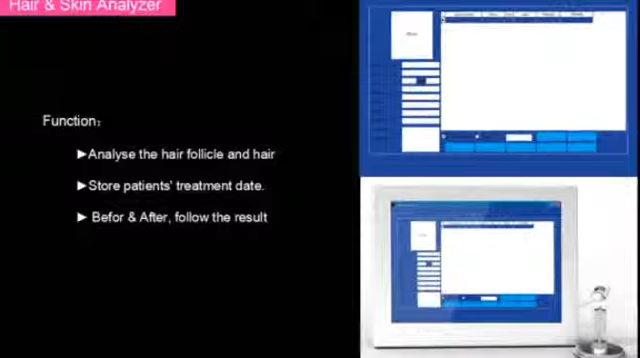 Hair & Skin Analyzer
Function：
►Analyse the hair follicle and hair
►Store patients' treatment date.
► Befor & After, follow the result